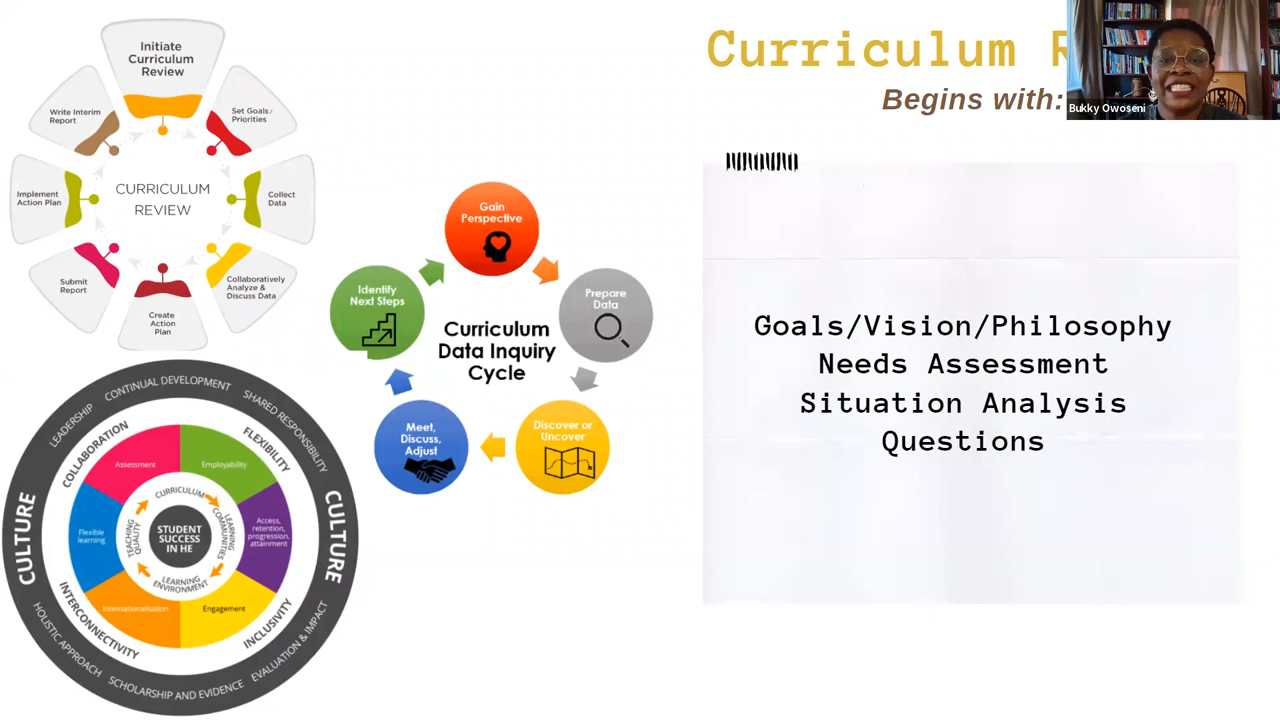 Curriculum
Begins with:
Bukky Owoseni
Goals/Vision/Philosophy
Needs Assessment
Situation Analysis
Questions
Initiate
Curriculum
Review
Set Goals/
Priorities
Collect
Data
Collaboratively
Analyze &
Discuss Data
Create
Action
Plan
Submit
Report
Implement
Action Plan
Write Interim
Report
CURRICULUM
REVIEW
Gain
Perspective
Prepare
Data
Discover or
Uncover
Meet,
Discuss,
Adjust
Identify
Next Steps
Curriculum
Data Inquiry
Cycle
LEADERSHIP
CONTINUAL DEVELOPMENT
SHARED RESPONSIBILITY
CULTURE
EVALUATION & IMPACT
SCHOLARSHIP AND EVIDENCE
HOLISTIC APPROACH
CULTURE
COLLABORATION
FLEXIBILITY
INCLUSIVITY
INTERCONNECTIVITY
Assessment
Employability
Access,
retention,
progression,
attainment
Engagement
Internationalisation
Flexible
learning
CURRICULUM
LEARNING
COMMUNITIES
LEARNING
ENVIRONMENT
TEACHING
QUALITY
STUDENT
SUCCESS
IN HE